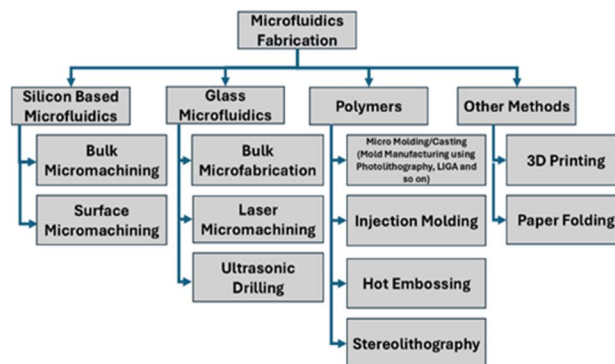 Microfluidics
Fabrication
Silicon Based
Microfluidics
Glass
Microfluidics
Polymers
Other Methods
Bulk
Micromachining
Surface
Micromachining
Bulk
Microfabrication
Laser
Micromachining
Ultrasonic
Drilling
Micro Molding/Casting
(Mold Manufacturing using
Photolithography, LIGA and
so on)
Injection Molding
Hot Embossing
Stereolithography
3D Printing
Paper Folding